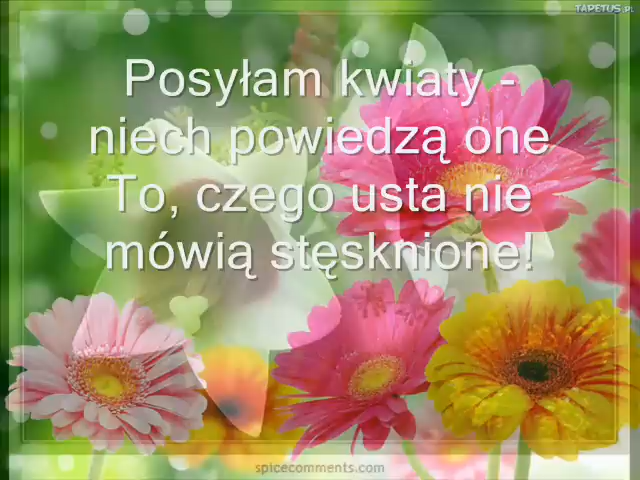 TAPETUS.PL
Posyłam kwiaty -
niech powiedzą one
To, czego usta nie
mówią stęsknione!
spicecomments.com